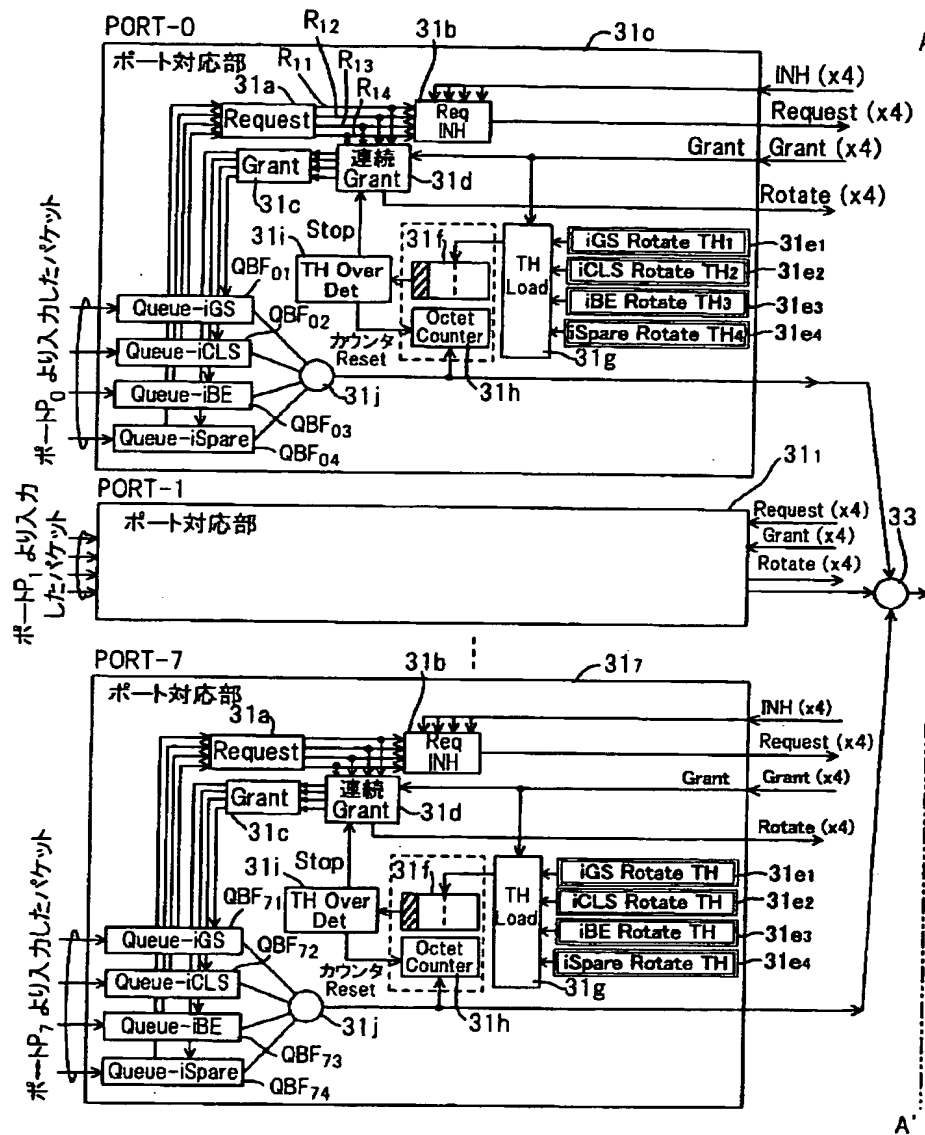 PORT-0
31₀
A
ポート対応部
R₁₁
R₁₂
R₁₃
R₁₄
31a
31b
Request
Req
INH
INH (x4)
Request (x4)
Grant
31c
連続
Grant
31d
Grant
Grant (x4)
Rotate (x4)
Stop
31i
TH Over
Det
31f
TH
Load
31g
iGS Rotate TH₁
31e1
iCLS Rotate TH₂
31e2
iBE Rotate TH₃
31e3
iSpare Rotate TH₄
31e4
Octet
Counter
31h
カウンタ
Reset
ポートP₀より入力したパケット
Queue-iGS
QBF₀₁
Queue-iCLS
QBF₀₂
Queue-iBE
QBF₀₃
Queue-iSpare
QBF₀₄
31j
PORT-1
31₁
ポート対応部
ポートP₁より入力
したパケット
Request (x4)
Grant (x4)
Rotate (x4)
33
PORT-7
31₇
ポート対応部
31a
31b
Request
Req
INH
INH (x4)
Request (x4)
Grant
31c
連続
Grant
31d
Grant
Grant (x4)
Rotate (x4)
Stop
31i
TH Over
Det
31f
TH
Load
31g
iGS Rotate TH
31e1
iCLS Rotate TH
31e2
iBE Rotate TH
31e3
iSpare Rotate TH
31e4
Octet
Counter
31h
カウンタ
Reset
ポートP₇より入力したパケット
Queue-iGS
QBF₇₁
Queue-iCLS
QBF₇₂
Queue-iBE
QBF₇₃
Queue-iSpare
QBF₇₄
31j
A'